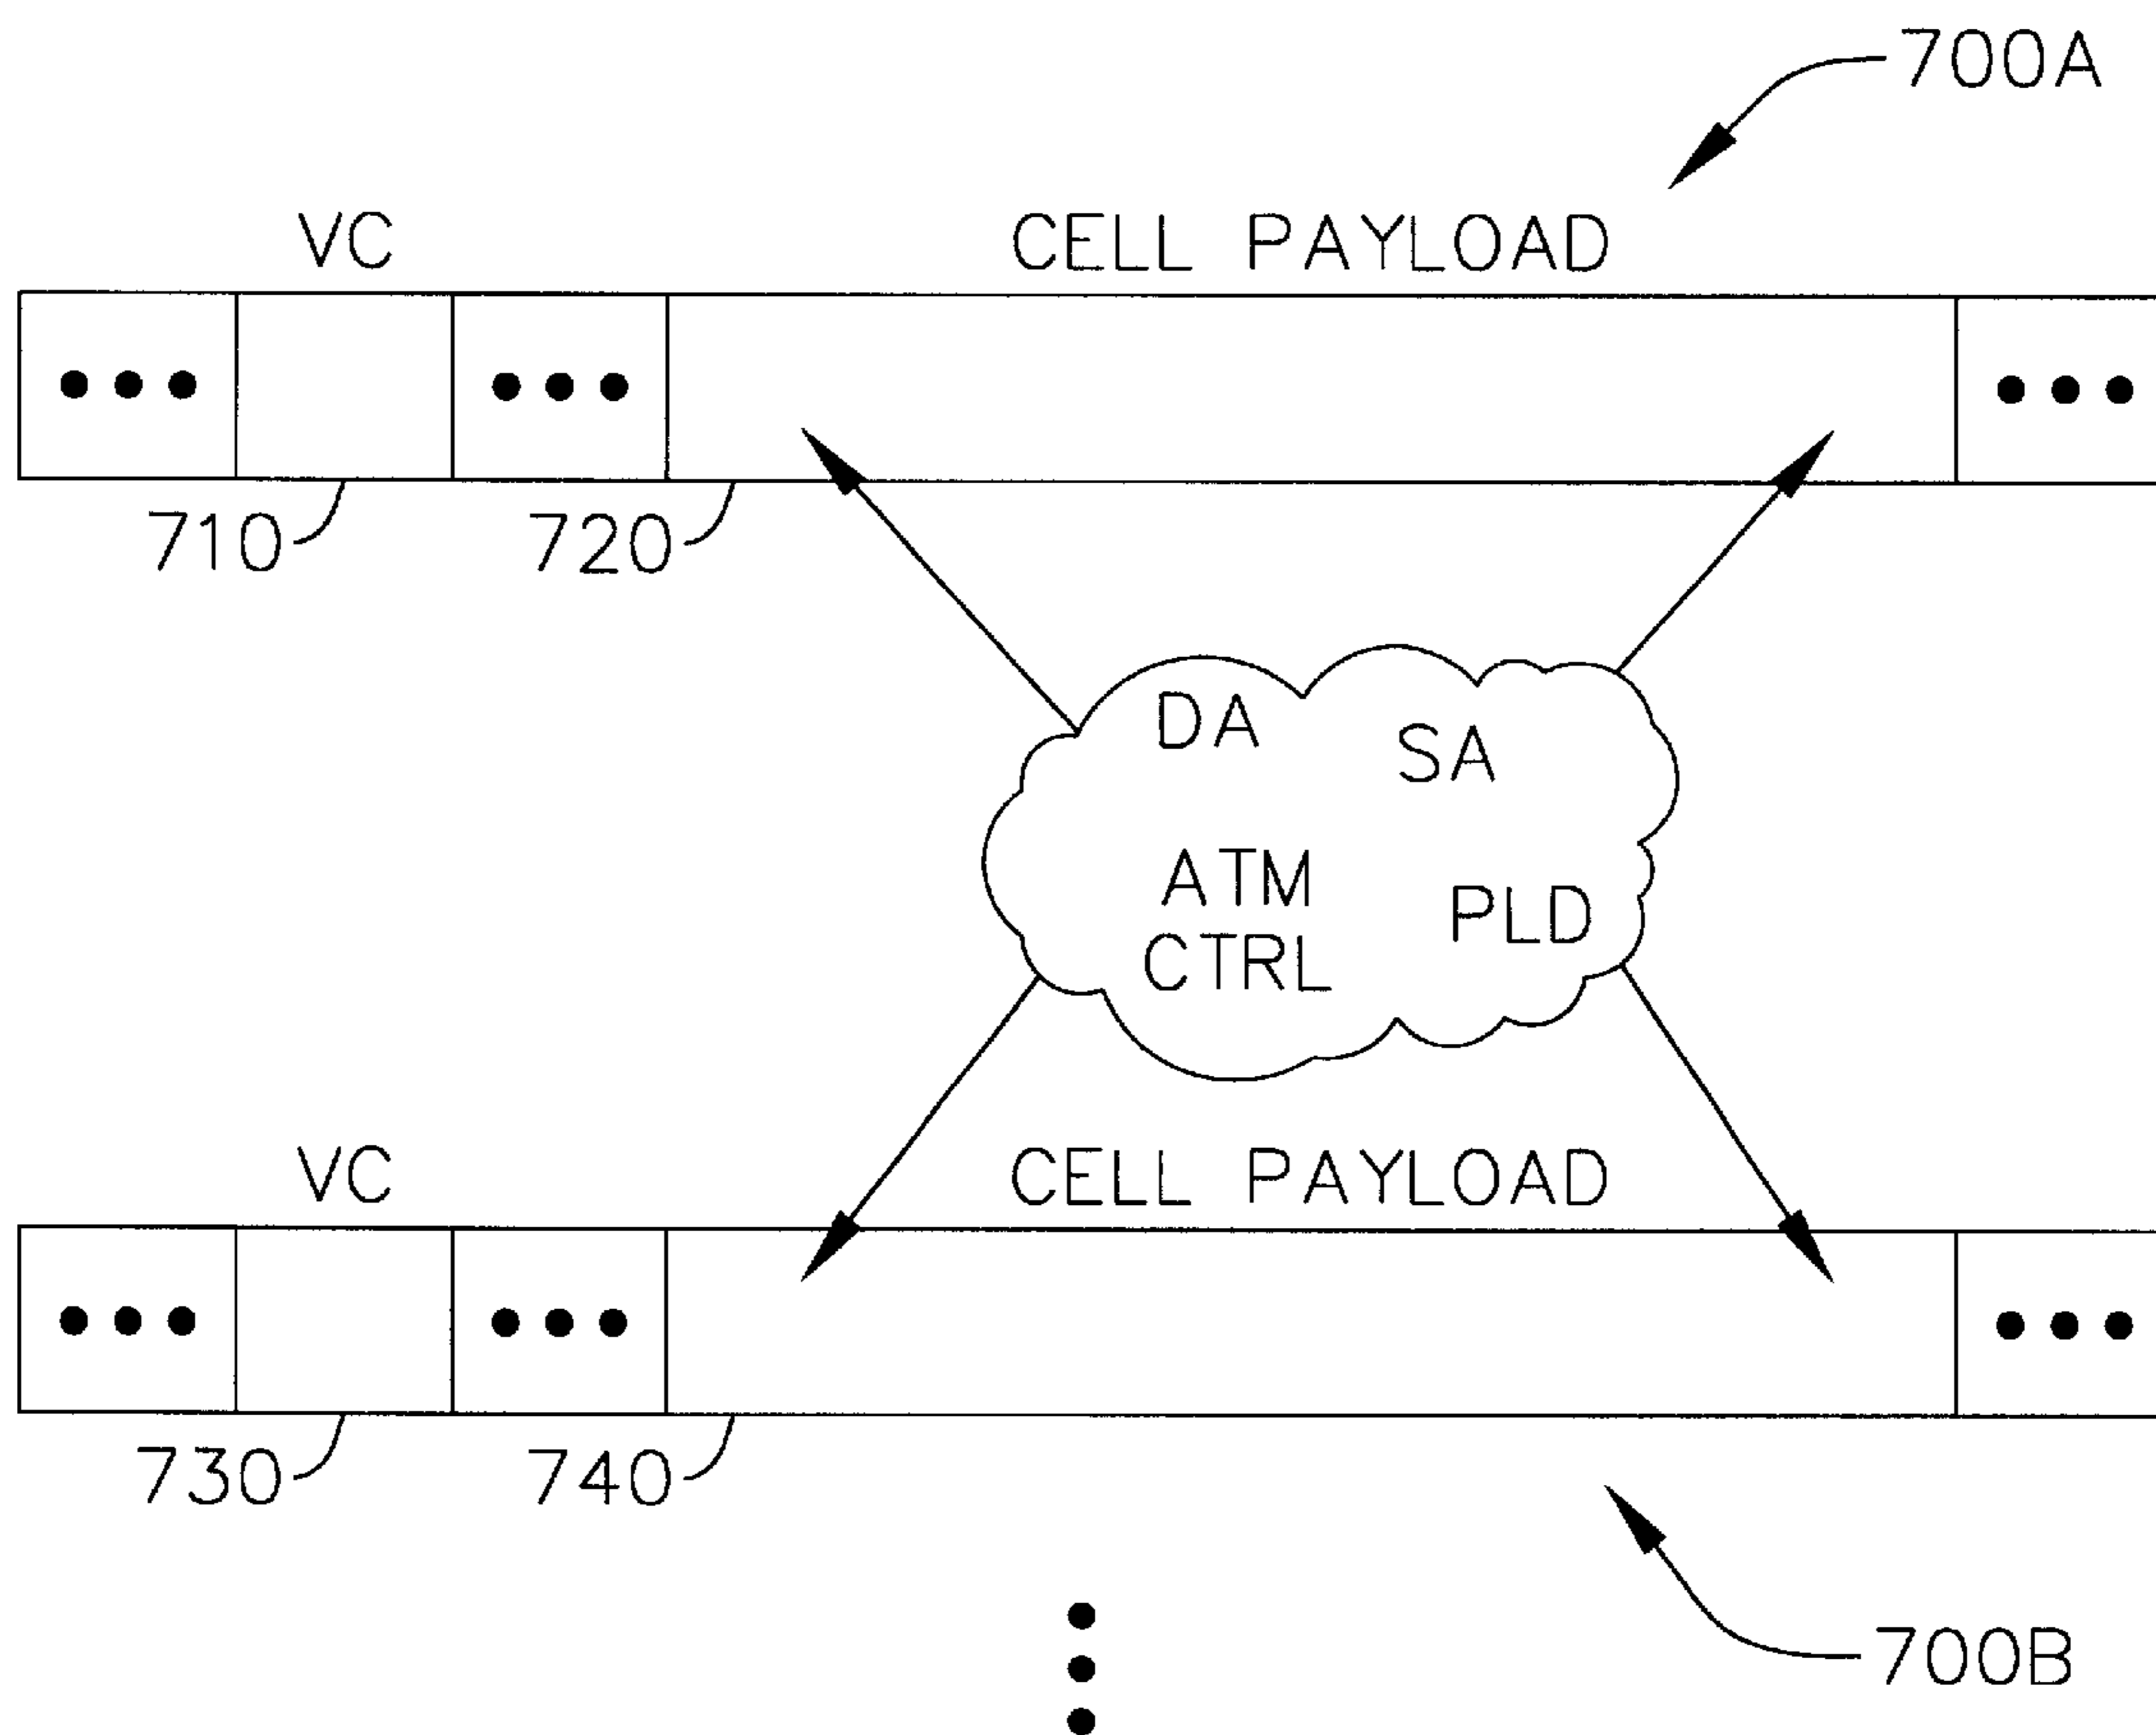 700A
VC
CELL PAYLOAD
710
720
DA
SA
ATM
CTRL
PLD
VC
CELL PAYLOAD
730
740
700B